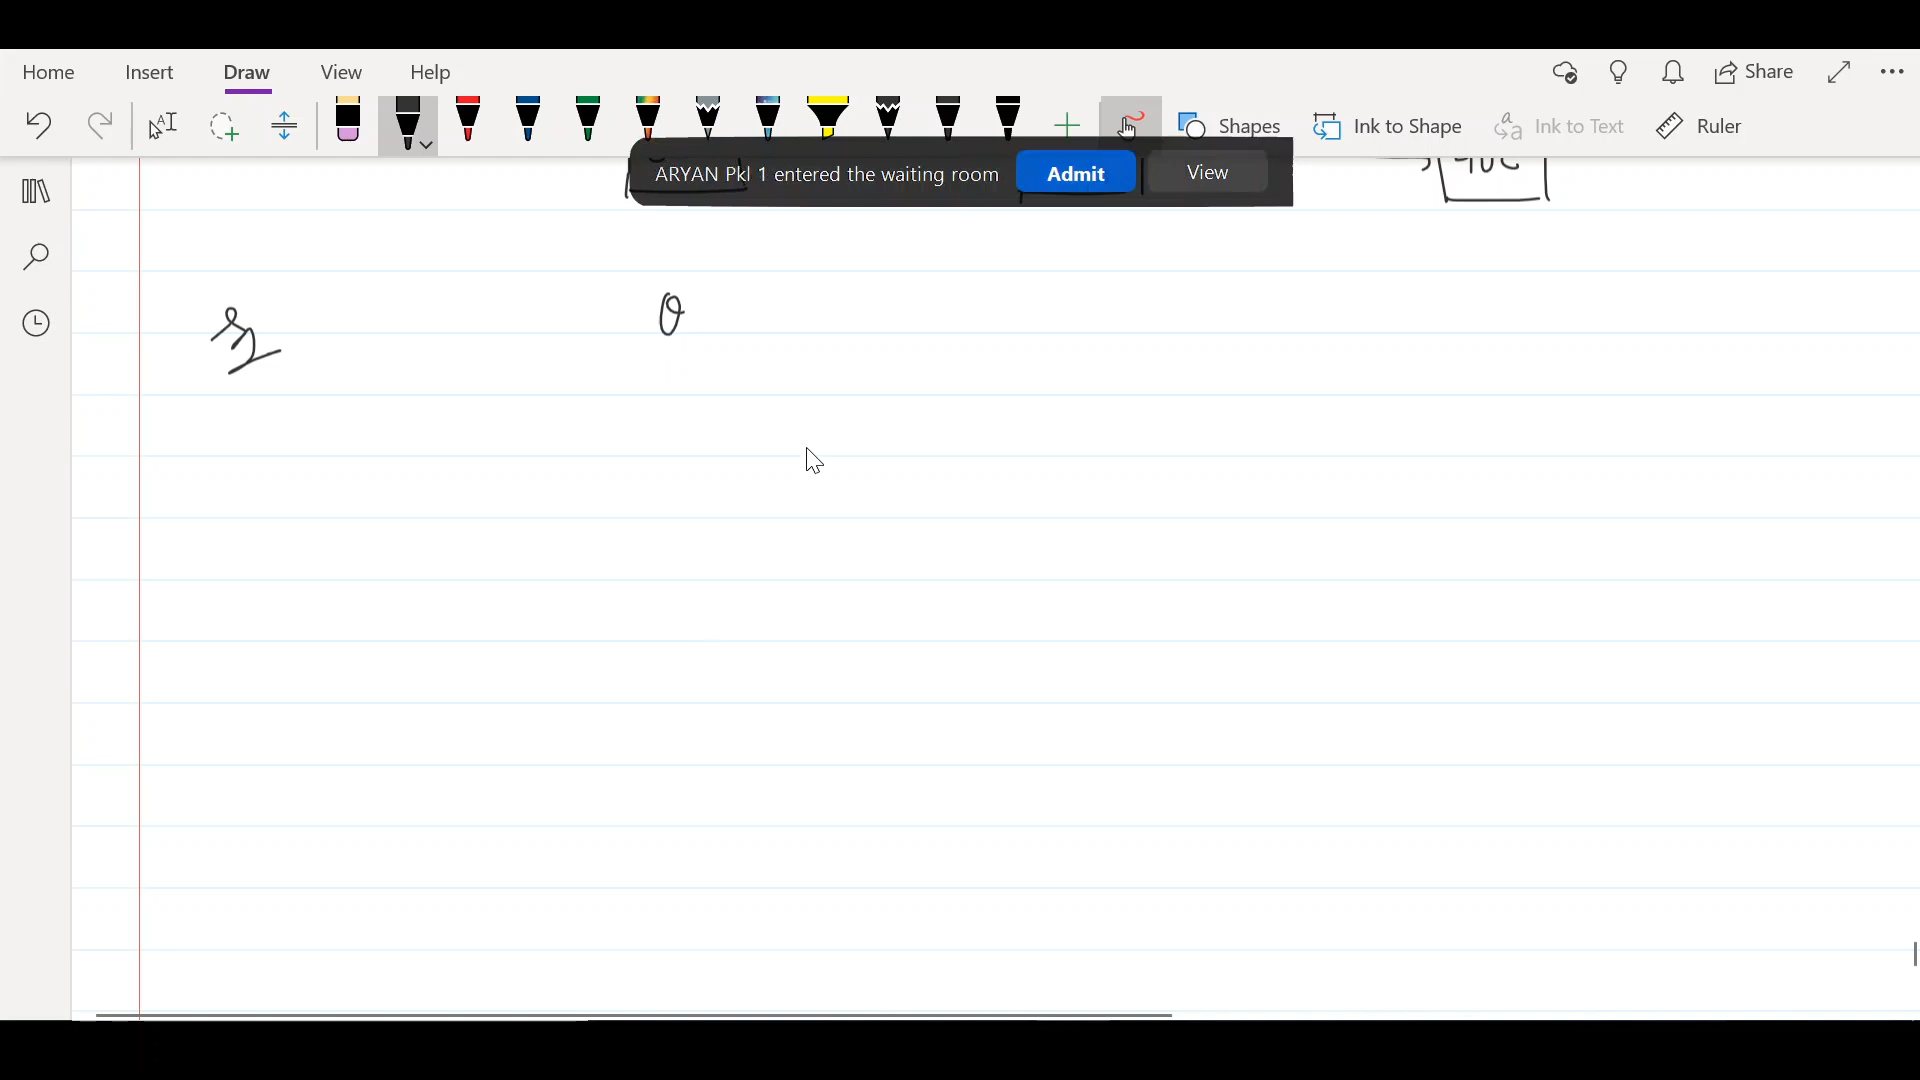 Home Insert Draw View Help Share
Shapes Ink to Shape Ink to Text Ruler
ARYAN Pkl 1 entered the waiting room Admit View
0